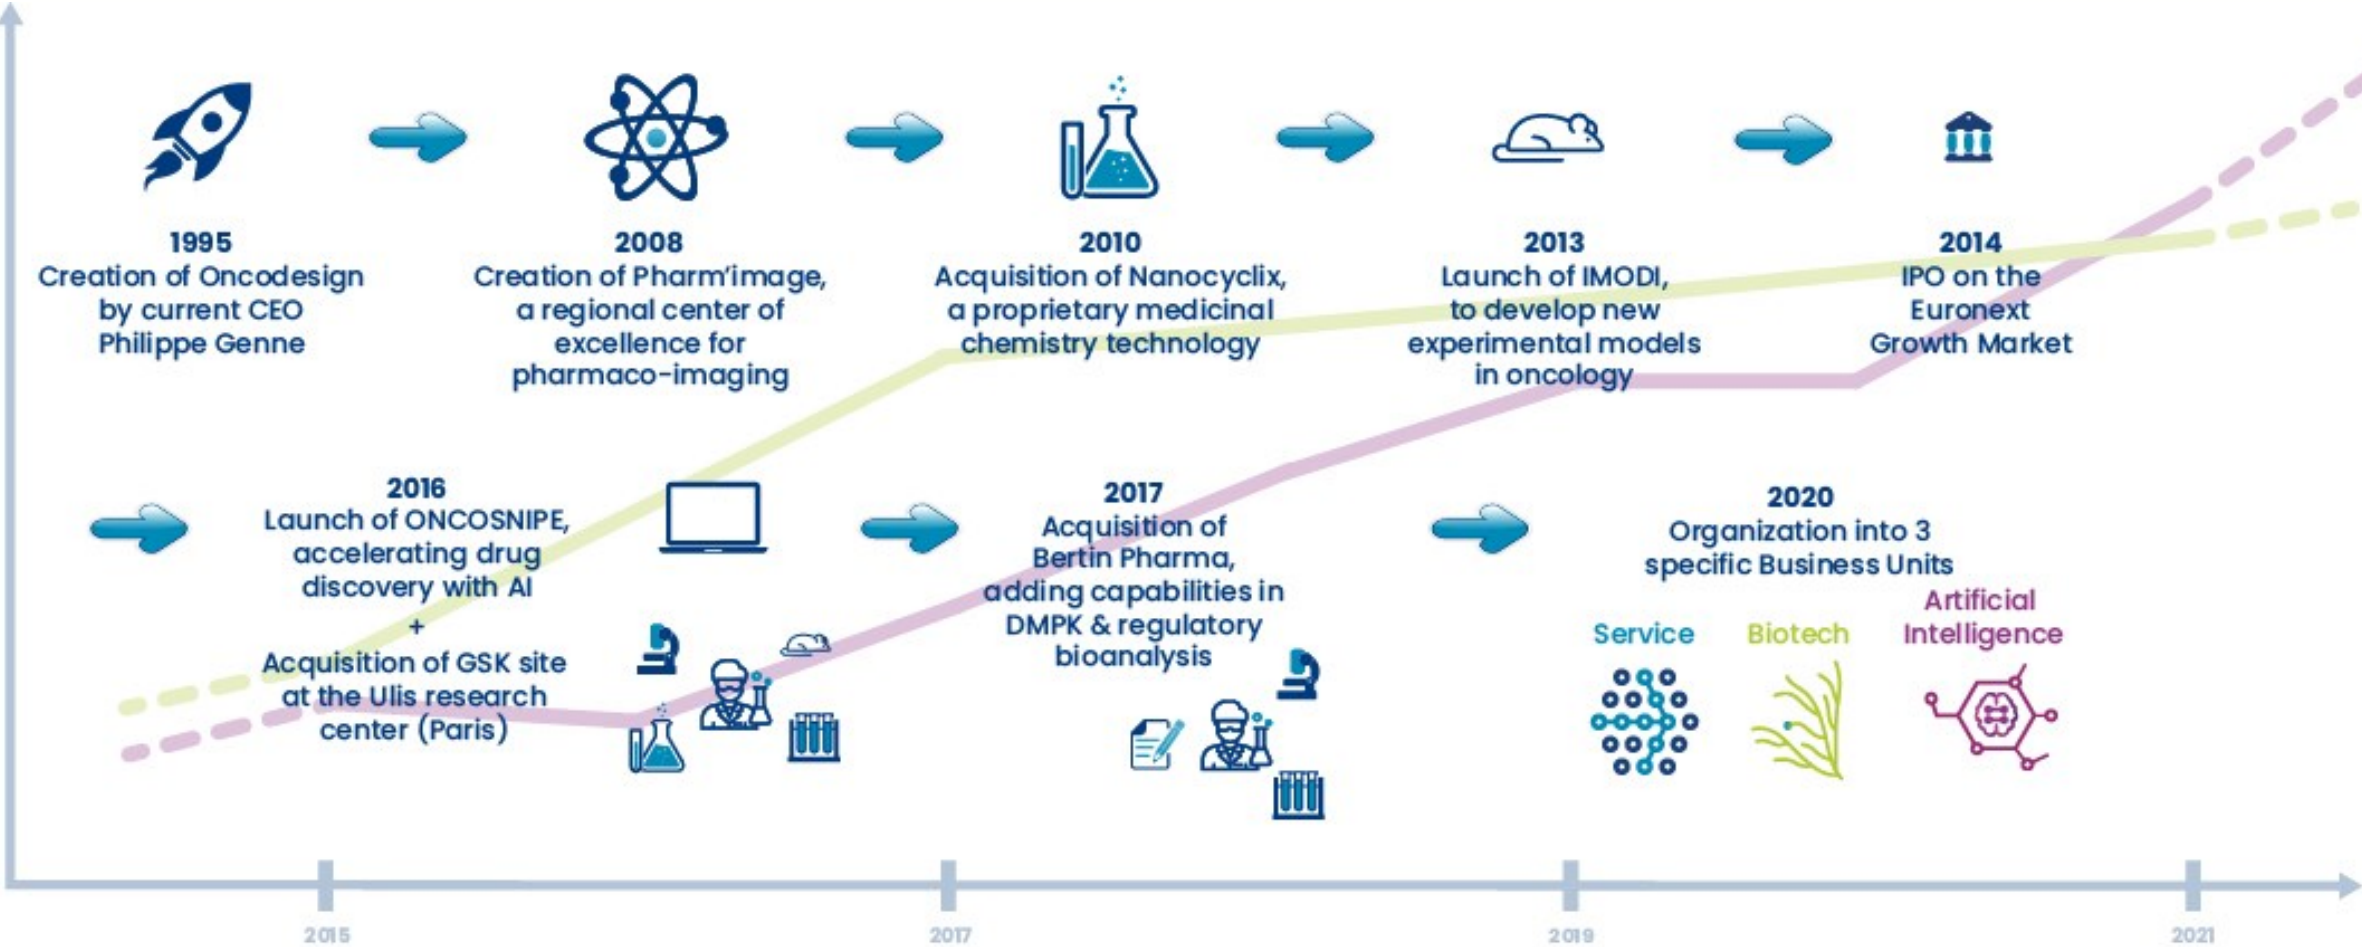 1995
Creation of Oncodesign
by current CEO
Philippe Genne
2008
Creation of Pharm'image,
a regional center of
excellence for
pharmaco-imaging
2010
Acquisition of Nanocyclix,
a proprietary medicinal
chemistry technology
2013
Launch of IMODI,
to develop new
experimental models
in oncology
2014
IPO on the
Euronext
Growth Market
2016
Launch of ONCOSNIPE,
accelerating drug
discovery with AI
+
Acquisition of GSK site
at the Ulis research
center (Paris)
2017
Acquisition of
Bertin Pharma,
adding capabilities in
DMPK & regulatory
bioanalysis
2020
Organization into 3
specific Business Units
Service
Biotech
Artificial
Intelligence
2015
2017
2019
2021